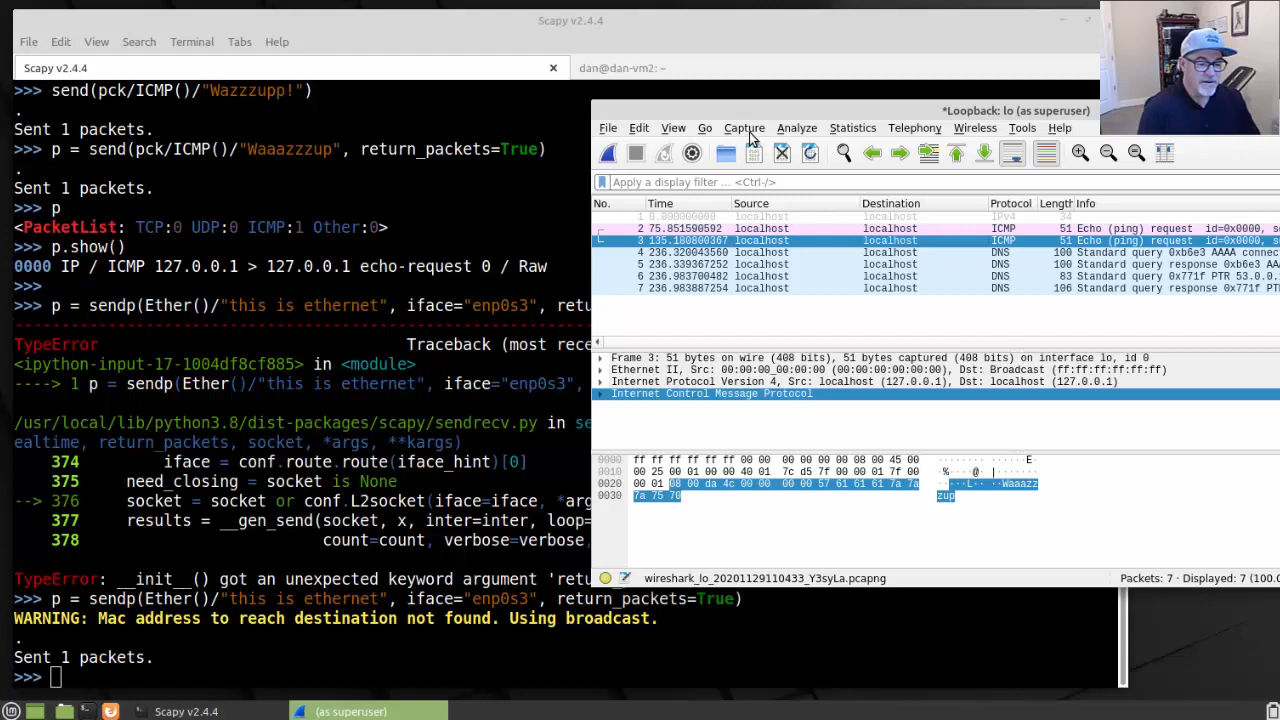 Scapy v2.4.4
File Edit View Search Terminal Tabs Help
Scapy v2.4.4
dan@dan-vm2: ~
>>> send(pck/ICMP()/"Wazzzupp!")
.
Sent 1 packets.
>>> p = send(pck/ICMP()/"Waaazzzup", return_packets=True)
.
Sent 1 packets.
>>> p
<PacketList: TCP:0 UDP:0 ICMP:1 Other:0>
>>> p.show()
0000 IP / ICMP 127.0.0.1 > 127.0.0.1 echo-request 0 / Raw
>>>
>>> p = sendp(Ether()/"this is ethernet", iface="enp0s3", retu
TypeError Traceback (most rece
<ipython-input-17-1004df8cf885> in <module>
----> 1 p = sendp(Ether()/"this is ethernet", iface="enp0s3",
/usr/local/lib/python3.8/dist-packages/scapy/sendrecv.py in se
ealtime, return_packets, socket, *args, **kargs)
374 iface = conf.route.route(iface_hint)[0]
375 need_closing = socket is None
--> 376 socket = socket or conf.L2socket(iface=iface, *arg
377 results = __gen_send(socket, x, inter=inter, loop=
378 count=count, verbose=verbose,
TypeError: __init__() got an unexpected keyword argument 'retu
>>> p = sendp(Ether()/"this is ethernet", iface="enp0s3", return_packets=True)
WARNING: Mac address to reach destination not found. Using broadcast.
.
Sent 1 packets.
>>>
*Loopback: lo (as superuser)
File Edit View Go Capture Analyze Statistics Telephony Wireless Tools Help
Apply a display filter ... <Ctrl-/>
No. Time Source Destination Protocol Length Info
1 0.000000000 localhost localhost IPv4 34
2 75.851590592 localhost localhost ICMP 51 Echo (ping) request id=0x0000, s
3 135.180800367 localhost localhost ICMP 51 Echo (ping) request id=0x0000, s
4 236.320043560 localhost localhost DNS 100 Standard query 0xb6e3 AAAA connec
5 236.339367252 localhost localhost DNS 100 Standard query response 0xb6e3 A
6 236.983700482 localhost localhost DNS 83 Standard query 0x771f PTR 53.0.0.
7 236.983887254 localhost localhost DNS 106 Standard query response 0x771f P
Frame 3: 51 bytes on wire (408 bits), 51 bytes captured (408 bits) on interface lo, id 0
Ethernet II, Src: 00:00:00_00:00:00 (00:00:00:00:00:00), Dst: Broadcast (ff:ff:ff:ff:ff:ff)
Internet Protocol Version 4, Src: localhost (127.0.0.1), Dst: localhost (127.0.0.1)
Internet Control Message Protocol
0000 ff ff ff ff ff ff 00 00 00 00 00 00 08 00 45 00 ········ ······E·
0010 00 25 00 01 00 00 40 01 7c d5 7f 00 00 01 7f 00 ·%····@· |·······
0020 00 01 08 00 da 4c 00 00 00 00 57 61 61 61 7a 7a ·····L·· ··Waaazz
0030 7a 75 70 zup
wireshark_lo_20201129110433_Y3syLa.pcapng
Packets: 7 · Displayed: 7 (100.0
Scapy v2.4.4
(as superuser)